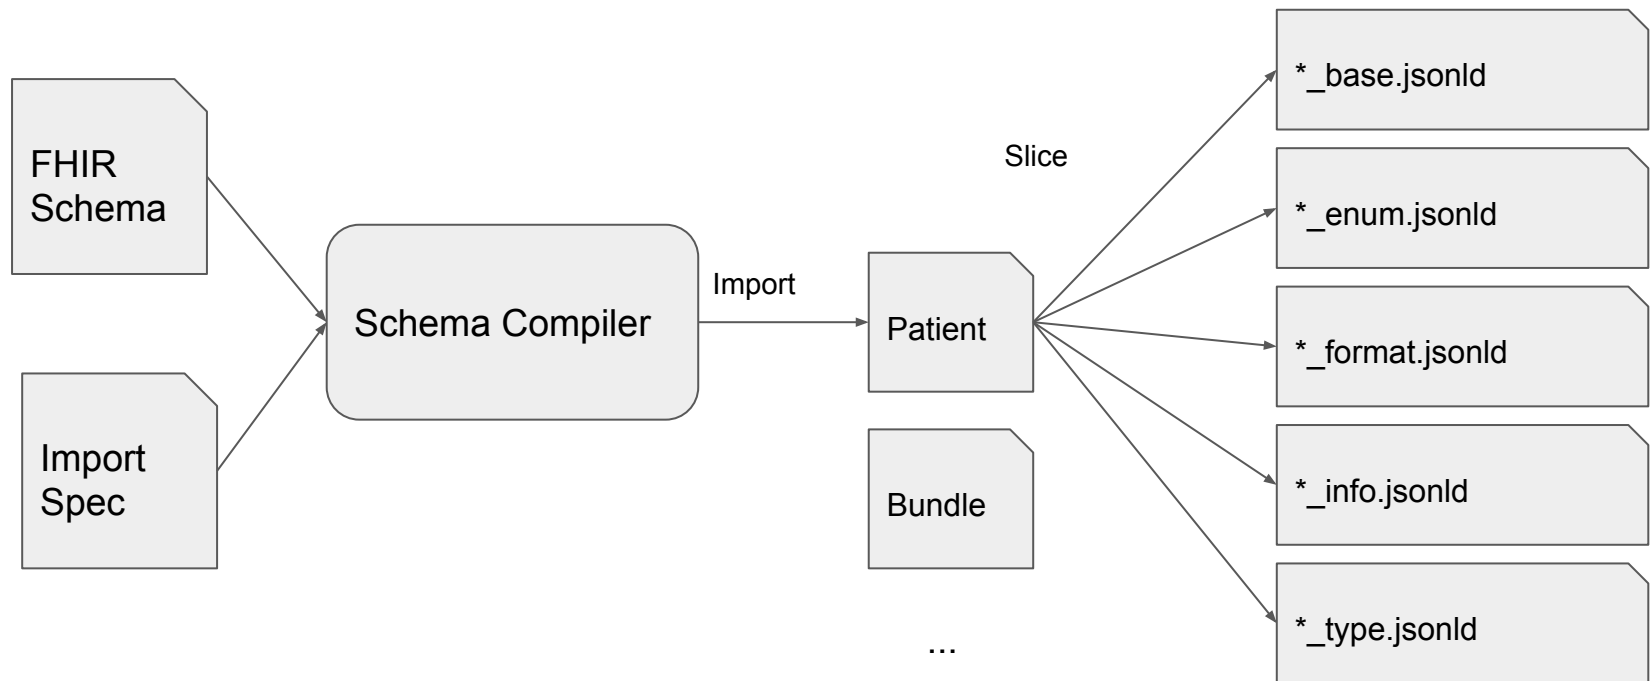 FHIR
Schema
Import
Spec
Schema Compiler
Import
Patient
Bundle
...
Slice
*_base.jsonld
*_enum.jsonld
*_format.jsonld
*_info.jsonld
*_type.jsonld